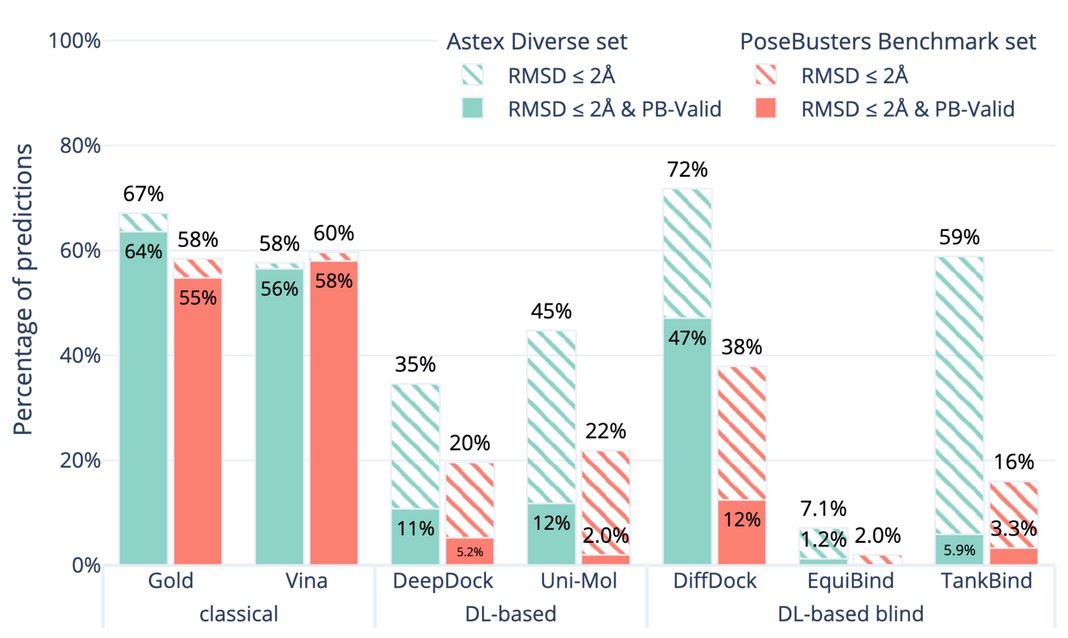 100%
Astex Diverse set
PoseBusters Benchmark set
RMSD ≤ 2Å
RMSD ≤ 2Å
RMSD ≤ 2Å & PB-Valid
RMSD ≤ 2Å & PB-Valid
Percentage of predictions
80%
60%
40%
20%
0%
67%
64%
58%
55%
58%
56%
60%
58%
35%
11%
20%
5.2%
45%
12%
22%
2.0%
72%
47%
38%
12%
7.1%
1.2%
2.0%
59%
5.9%
16%
3.3%
Gold
Vina
DeepDock
Uni-Mol
DiffDock
EquiBind
TankBind
classical
DL-based
DL-based blind